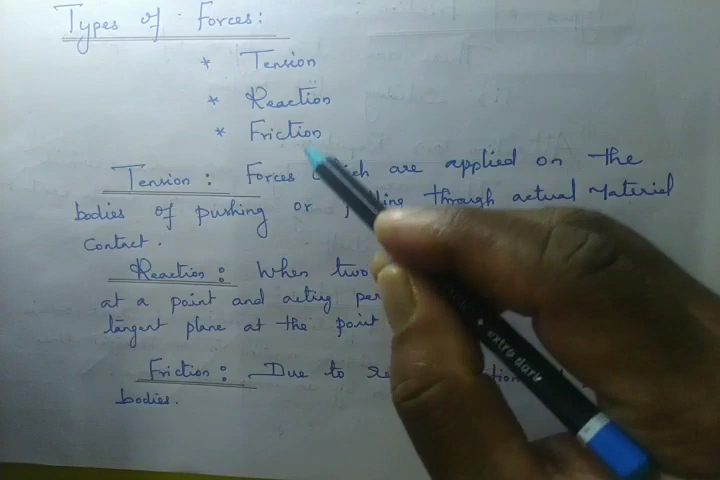 Types of Forces:
* Tension
* Reaction
* Friction
Tension: Forces which are applied on the
bodies of pushing or pulling through actual Material
Contact.
Reaction: When two
at a point and acting
tangent plane at the point
Friction: Due to
bodies.
extra dark